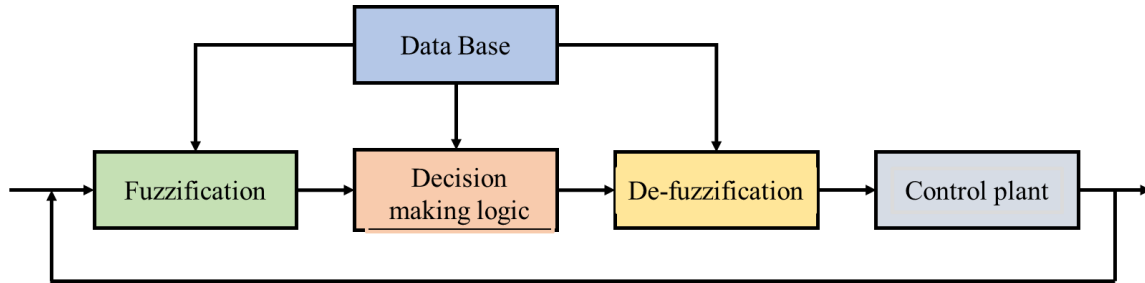 Data Base
Fuzzification
Decision
making logic
De-fuzzification
Control plant